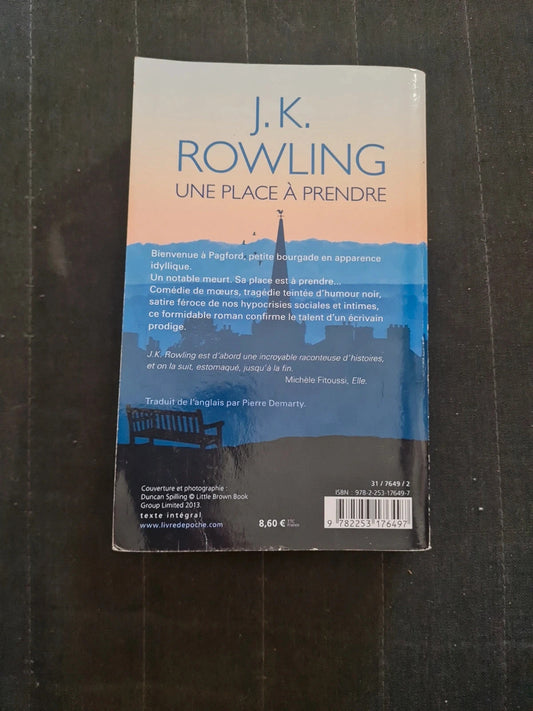 J. K.
ROWLING
UNE PLACE À PRENDRE
Bienvenue à Pagford, petite bourgade en apparence
idyllique.
Un notable meurt. Sa place est à prendre...
Comédie de mœurs, tragédie teintée d'humour noir,
satire féroce de nos hypocrisies sociales et intimes,
ce formidable roman confirme le talent d'un écrivain
prodige.
J.K. Rowling est d'abord une incroyable raconteuse d'histoires,
et on la suit, estomaqué, jusqu'à la fin.
Michèle Fitoussi, Elle.
Traduit de l'anglais par Pierre Demarty.
Couverture et photographie :
Duncan Spilling © Little Brown Book
Group Limited 2013.
texte intégral
www.livredepoche.com
8,60 € TTC
France
31 / 7649 / 2
ISBN : 978-2-253-17649-7
9 782253 176497